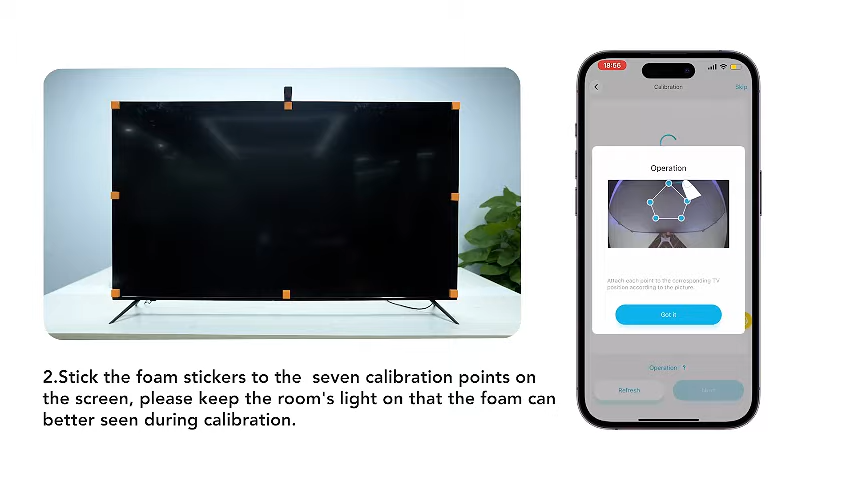 2.Stick the foam stickers to the  seven calibration points on
the screen, please keep the room's light on that the foam can
better seen during calibration.
18:56
Calibration
Skip
Operation
Attach each point to the corresponding TV
position according to the picture.
Got it
Operation
Refresh